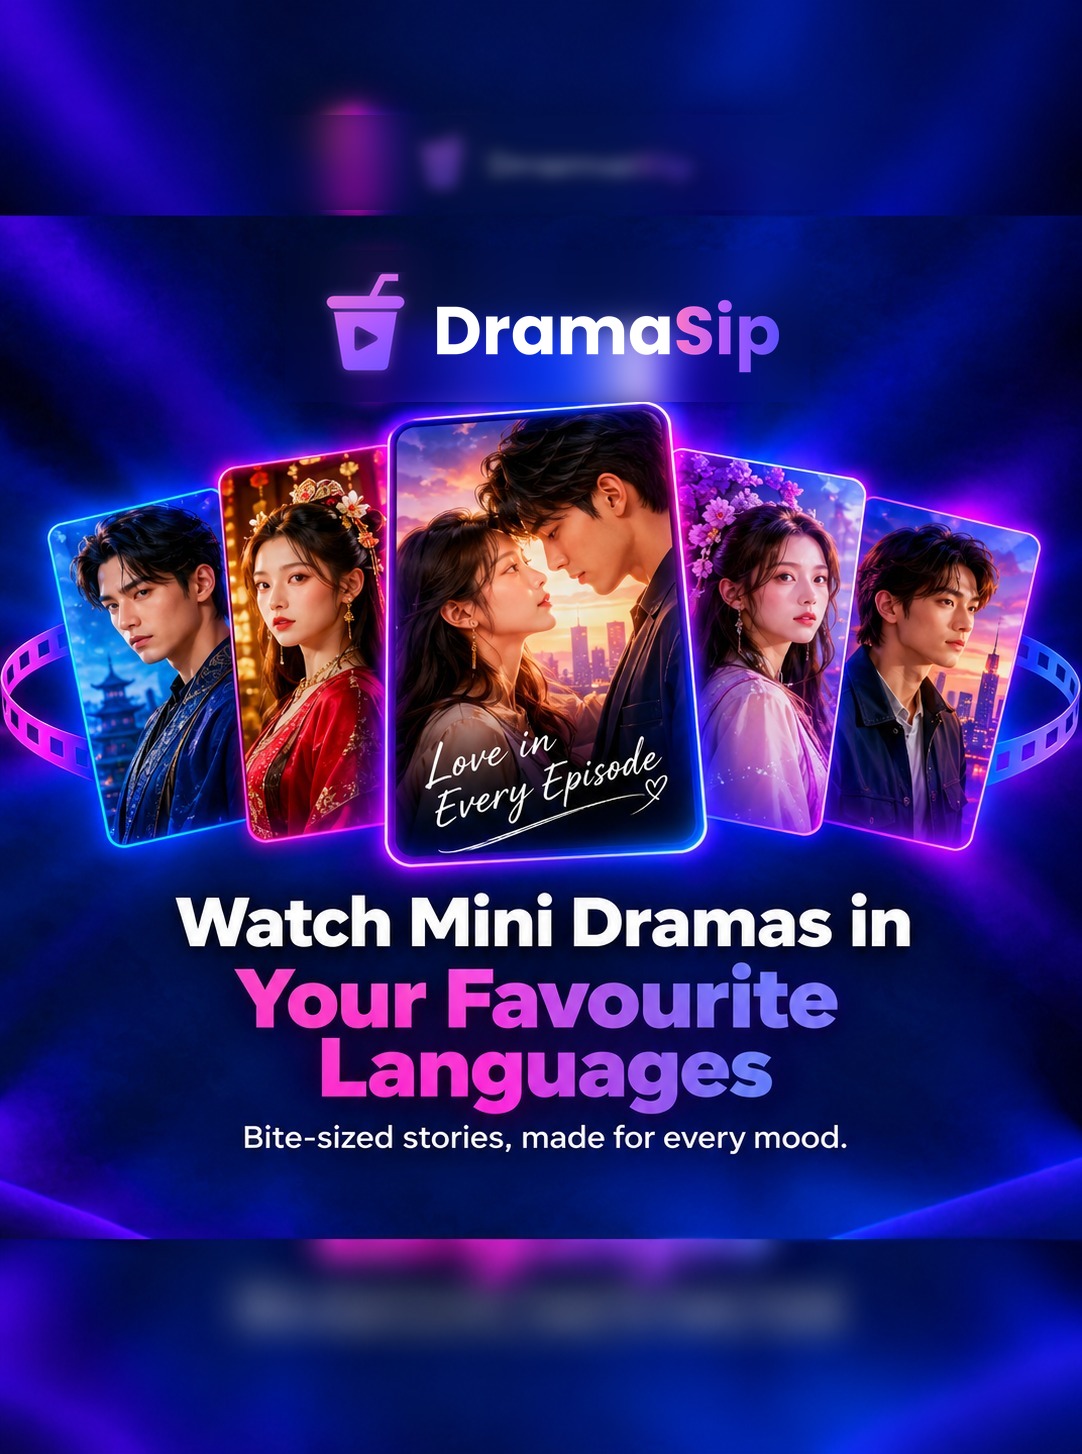 DramaSip
Love in
Every Episode
Watch Mini Dramas in
Your Favourite
Languages
Bite-sized stories, made for every mood.